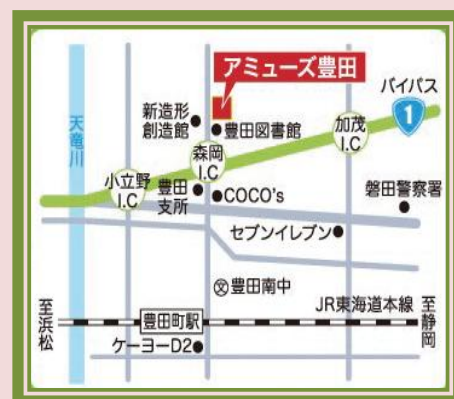 アミューズ豊田
バイパス
1
新造形
創造館
豊田図書館
加茂
I.C
天竜川
森岡
I.C
小立野
I.C
豊田
支所
COCO's
磐田警察署
セブンイレブン
文豊田南中
JR東海道本線
至浜松
豊田町駅
至静岡
ケーヨーD2